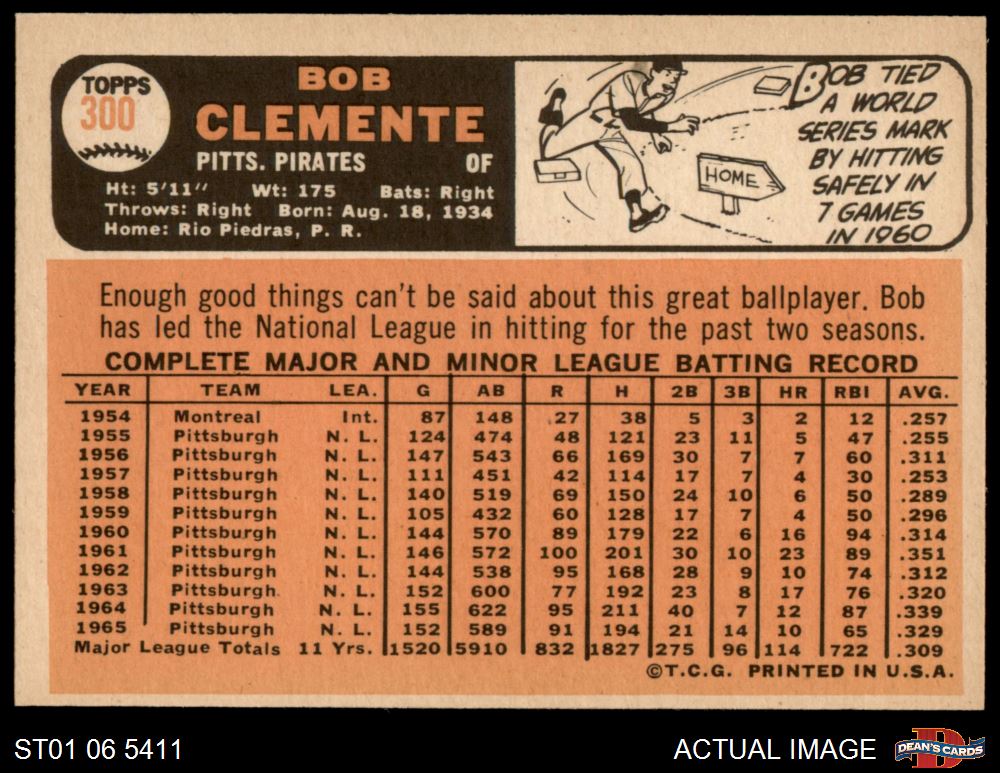 TOPPS
300
BOB
CLEMENTE
PITTS. PIRATES OF
Ht: 5'11" Wt: 175 Bats: Right
Throws: Right Born: Aug. 18, 1934
Home: Rio Piedras, P. R.
HOME
BOB TIED
A WORLD
SERIES MARK
BY HITTING
SAFELY IN
7 GAMES
IN 1960
Enough good things can't be said about this great ballplayer. Bob
has led the National League in hitting for the past two seasons.
COMPLETE MAJOR AND MINOR LEAGUE BATTING RECORD
YEAR TEAM LEA. G AB R H 2B 3B HR RBI AVG.
1954 Montreal Int. 87 148 27 38 5 3 2 12 .257
1955 Pittsburgh N. L. 124 474 48 121 23 11 5 47 .255
1956 Pittsburgh N. L. 147 543 66 169 30 7 7 60 .311
1957 Pittsburgh N. L. 111 451 42 114 17 7 4 30 .253
1958 Pittsburgh N. L. 140 519 69 150 24 10 6 50 .289
1959 Pittsburgh N. L. 105 432 60 128 17 7 4 50 .296
1960 Pittsburgh N. L. 144 570 89 179 22 6 16 94 .314
1961 Pittsburgh N. L. 146 572 100 201 30 10 23 89 .351
1962 Pittsburgh N. L. 144 538 95 168 28 9 10 74 .312
1963 Pittsburgh N. L. 152 600 77 192 23 8 17 76 .320
1964 Pittsburgh N. L. 155 622 95 211 40 7 12 87 .339
1965 Pittsburgh N. L. 152 589 91 194 21 14 10 65 .329
Major League Totals 11 Yrs. 1520 5910 832 1827 275 96 114 722 .309
©T.C.G. PRINTED IN U.S.A.
ST01 06 5411
ACTUAL IMAGE
D
DEAN'S CARDS